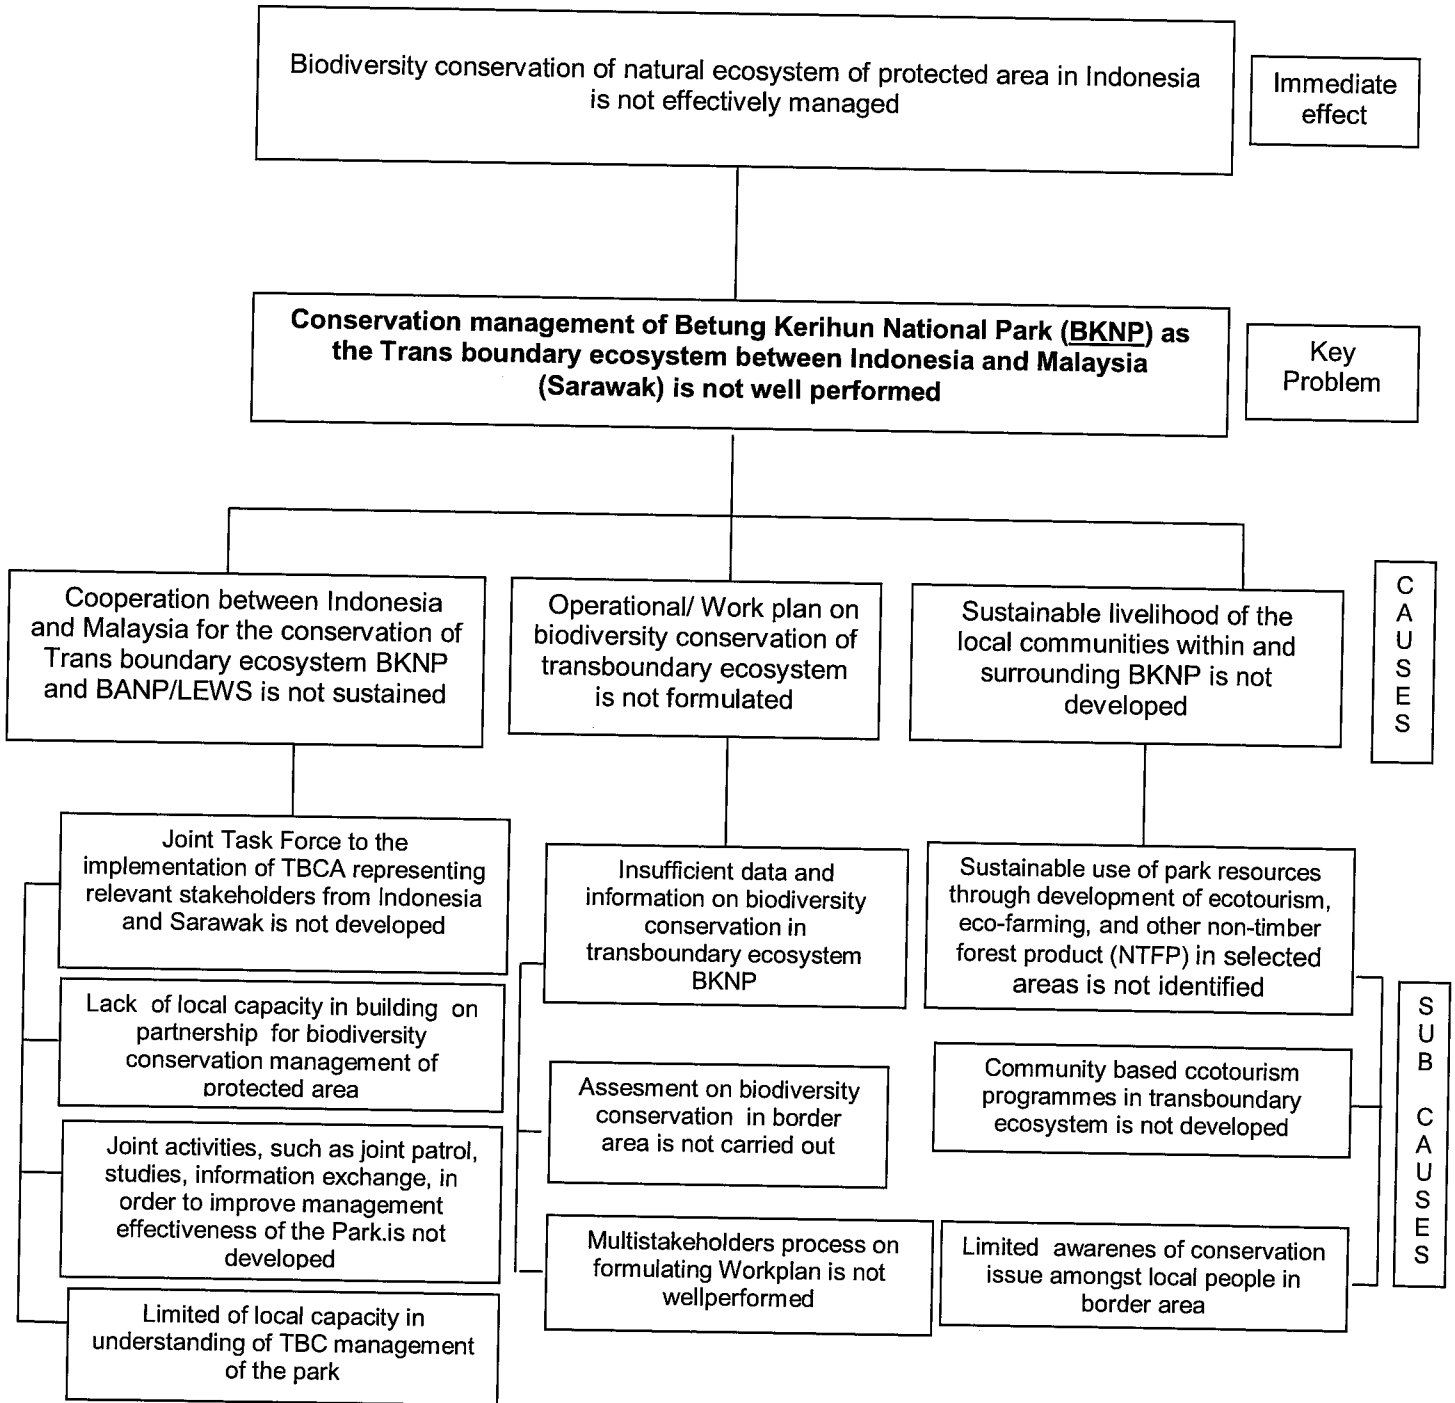 Biodiversity conservation of natural ecosystem of protected area in Indonesia
is not effectively managed
Immediate
effect
Conservation management of Betung Kerihun National Park (BKNP) as
the Trans boundary ecosystem between Indonesia and Malaysia
(Sarawak) is not well performed
Key
Problem
Cooperation between Indonesia
and Malaysia for the conservation of
Trans boundary ecosystem BKNP
and BANP/LEWS is not sustained
Operational/ Work plan on
biodiversity conservation of
transboundary ecosystem
is not formulated
Sustainable livelihood of the
local communities within and
surrounding BKNP is not
developed
C
A
U
S
E
S
Joint Task Force to the
implementation of TBCA representing
relevant stakeholders from Indonesia
and Sarawak is not developed
Lack of local capacity in building on
partnership for biodiversity
conservation management of
protected area
Joint activities, such as joint patrol,
studies, information exchange, in
order to improve management
effectiveness of the Park.is not
developed
Limited of local capacity in
understanding of TBC management
of the park
Insufficient data and
information on biodiversity
conservation in
transboundary ecosystem
BKNP
Assesment on biodiversity
conservation in border
area is not carried out
Multistakeholders process on
formulating Workplan is not
wellperformed
Sustainable use of park resources
through development of ecotourism,
eco-farming, and other non-timber
forest product (NTFP) in selected
areas is not identified
Community based ccotourism
programmes in transboundary
ecosystem is not developed
Limited awarenes of conservation
issue amongst local people in
border area
S
U
B
C
A
U
S
E
S